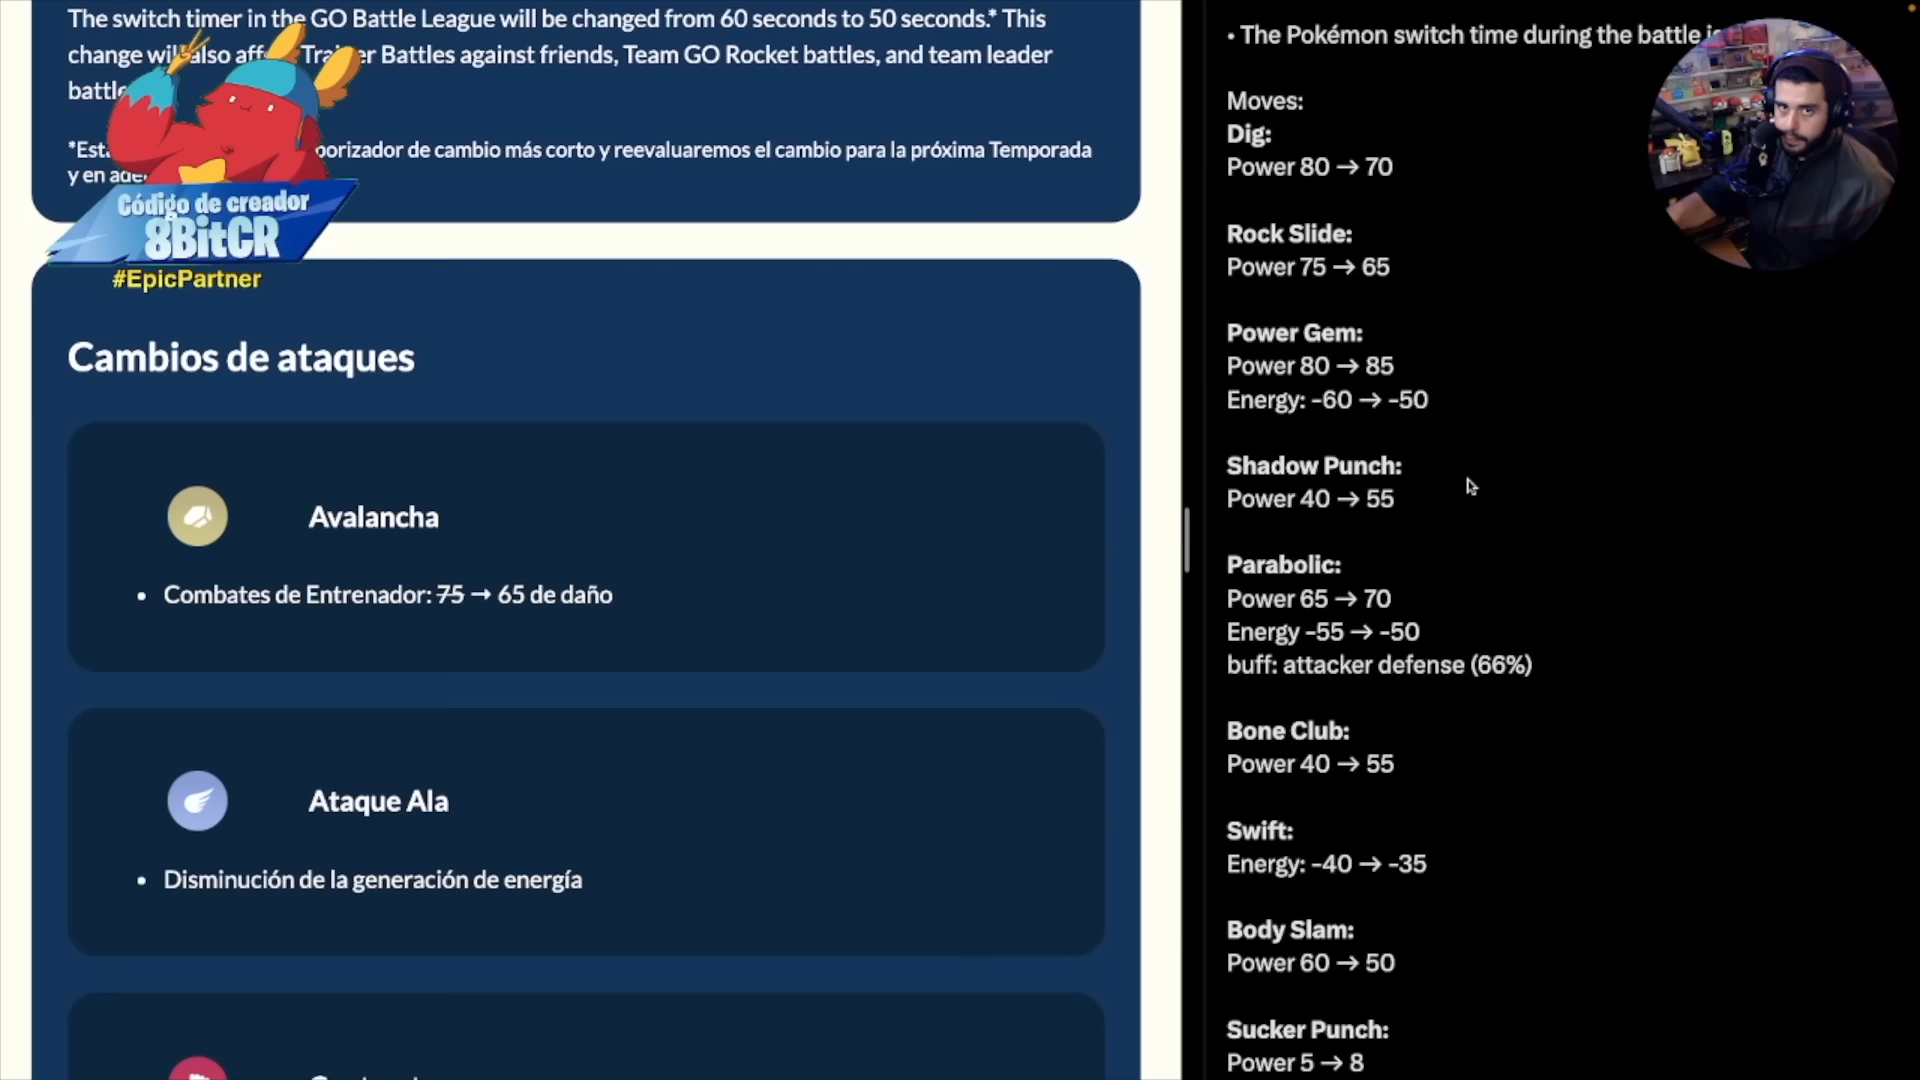 The switch timer in the GO Battle League will be changed from 60 seconds to 50 seconds.* This
change will also Trainer Battles against friends, Team GO Rocket battles, and team leader
*Esta cambio más corto y reevaluaremos el cambio para la próxima Temporada
y en
Código de creador
8BitCR
#EpicPartner
Cambios de ataques
Avalancha
• Combates de Entrenador: 75 → 65 de daño
Ataque Ala
• Disminución de la generación de energía
• The Pokémon switch time during the battle is
Moves:
Dig:
Power 80 → 70
Rock Slide:
Power 75 → 65
Power Gem:
Power 80 → 85
Energy: -60 → -50
Shadow Punch:
Power 40 → 55
Parabolic:
Power 65 → 70
Energy -55 → -50
buff: attacker defense (66%)
Bone Club:
Power 40 → 55
Swift:
Energy: -40 → -35
Body Slam:
Power 60 → 50
Sucker Punch:
Power 5 → 8